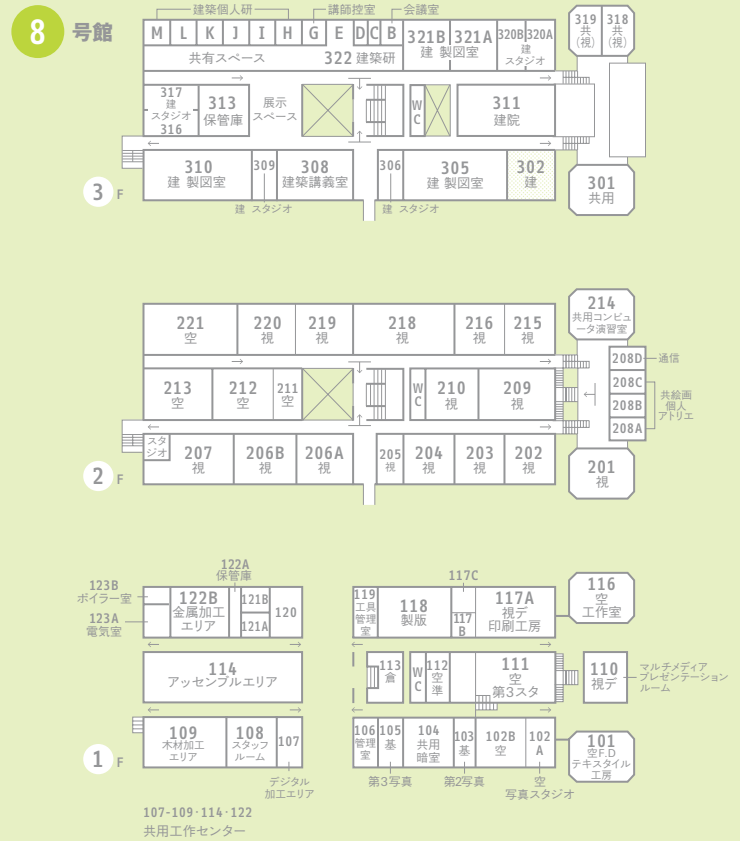 8 号館
建築個人研
講師控室
会議室
M L K J I H G E D C B
321B 321A
建 製図室
320B 320A
建
スタジオ
319
共
(視)
318
共
(視)
共有スペース
322 建築研
317
建
スタジオ
316
313
保管庫
展示
スペース
WC
311
建院
310
建 製図室
309
308
建築講義室
306
305
建 製図室
302
建
301
共用
建 スタジオ
建 スタジオ
3 F
221
空
220
視
219
視
218
視
216
視
215
視
214
共用コンピュ
ータ演習室
213
空
212
空
211
空
WC
210
視
209
視
208D
通信
208C
208B
208A
共絵画
個人
アトリエ
スタ
ジオ
207
視
206B
視
206A
視
205
視
204
視
203
視
202
視
201
視
2 F
122A
保管庫
123B
ボイラー室
123A
電気室
122B
金属加工
エリア
121B
121A
120
119
工具
管理
室
118
製版
117C
117
B
117A
視デ
印刷工房
116
空
工作室
114
アッセンブルエリア
113
倉
WC
112
空
準
111
空
第3スタ
110
視デ
マルチメディア
プレゼンテーション
ルーム
109
木材加工
エリア
108
スタッフ
ルーム
107
デジタル
加工エリア
106
管理
室
105
基
第3写真
104
共用
暗室
103
基
第2写真
102B
空
102
A
空
写真スタジオ
101
空F.D
テキスタイル
工房
1 F
107-109・114・122
共用工作センター